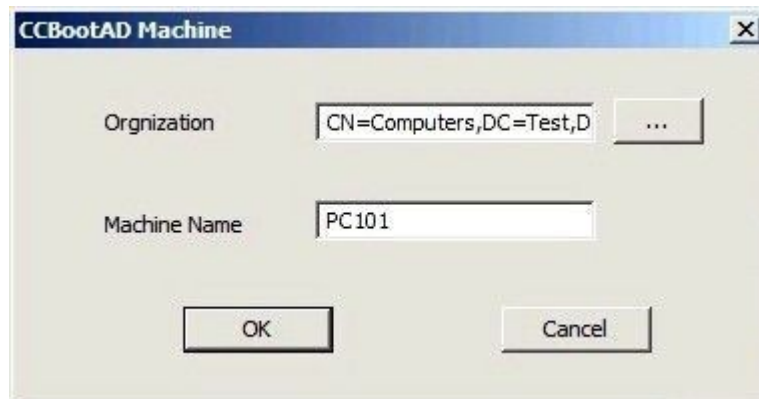 CCBootAD Machine
Orgnization CN=Computers,DC=Test,D ...
Machine Name PC101
OK Cancel